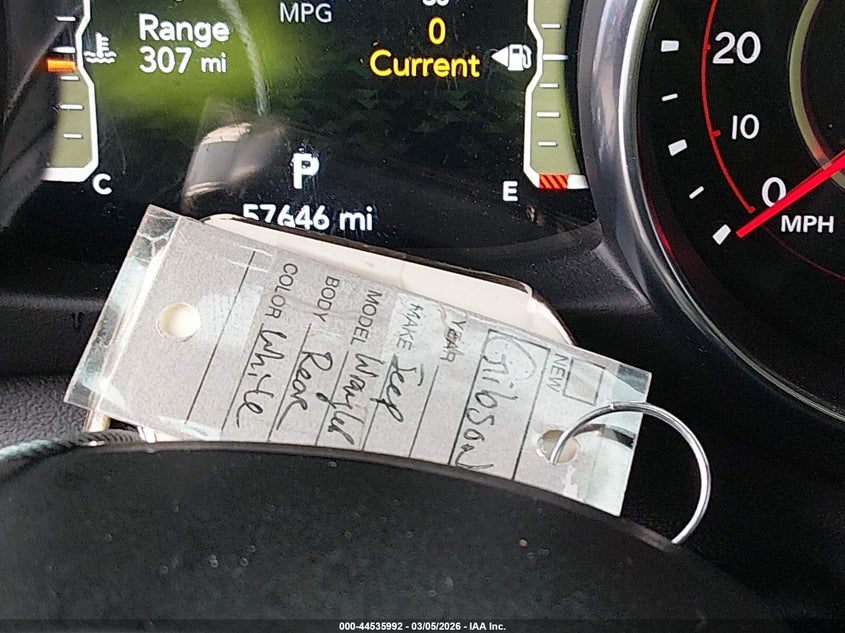 Range
307 mi
MPG
0
Current
C
P
E
57646 mi
20
10
0
MPH
NEW
Gibson
YEAR
MAKE Jeep
MODEL
BODY Rear
COLOR White
000-44535992 - 03/05/2026 - IAA Inc.